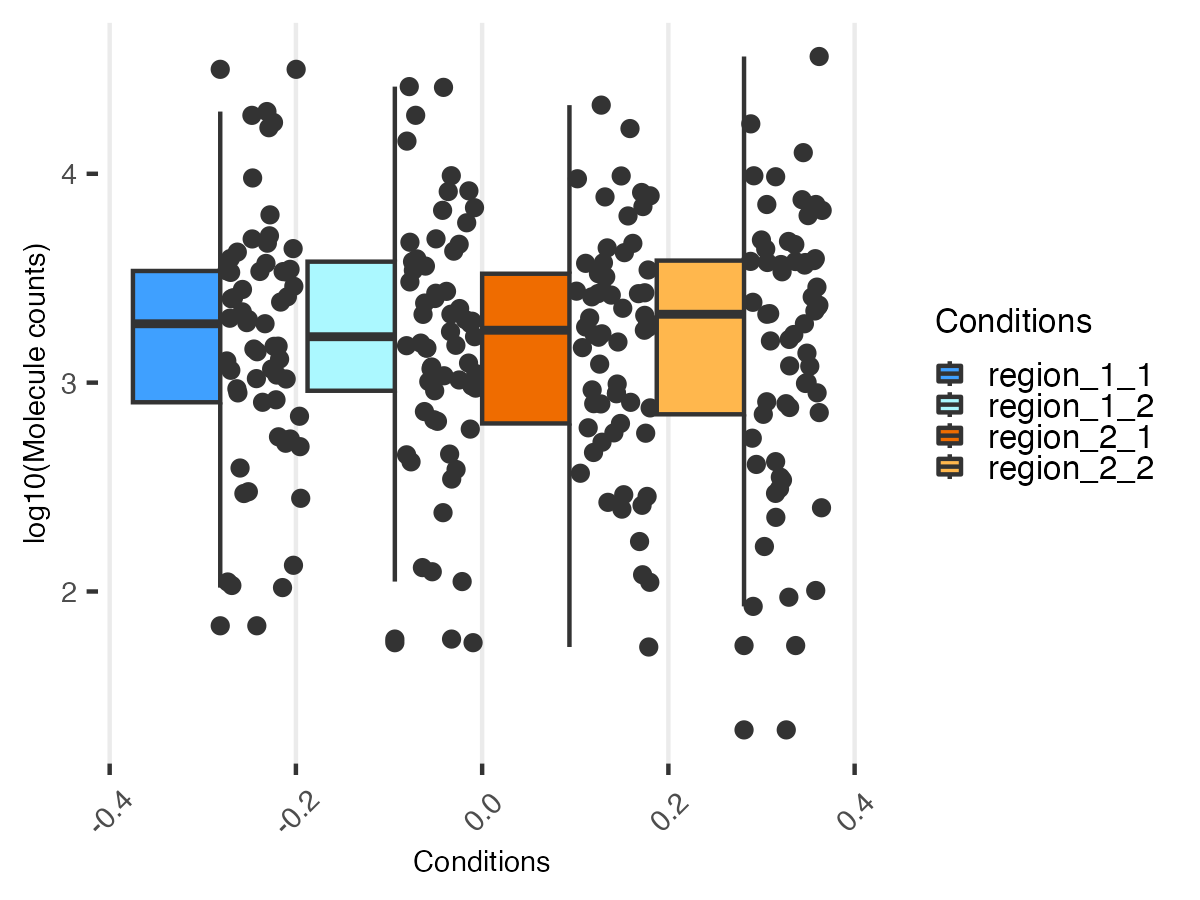 log10(Molecule counts)
4
3
2
-0.4
-0.2
0.0
0.2
0.4
Conditions
Conditions
region_1_1
region_1_2
region_2_1
region_2_2